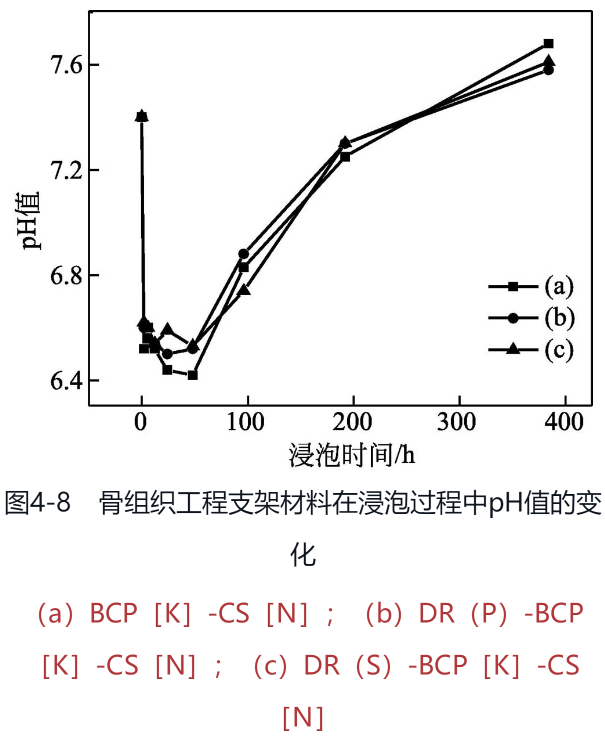 7.6
7.2
6.8
6.4
pH值
(a)
(b)
(c)
0 100 200 300 400
浸泡时间/h
图4-8 骨组织工程支架材料在浸泡过程中pH值的变
化
(a) BCP [K] -CS [N] ; (b) DR (P) -BCP
[K] -CS [N] ; (c) DR (S) -BCP [K] -CS
[N]